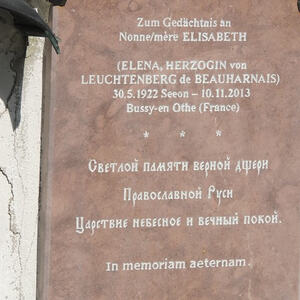 Zum Gedächtnis an
Nonne/mère ELISABETH
(ELENA, HERZOGIN von
LEUCHTENBERG de BEAUHARNAIS)
30.5.1922 Seeon – 10.11.2013
Bussy-en Othe (France)
* * *
Светлой памяти верной дщери
Православной Руси
Царствие небесное и вечный покой.
In memoriam aeternam.